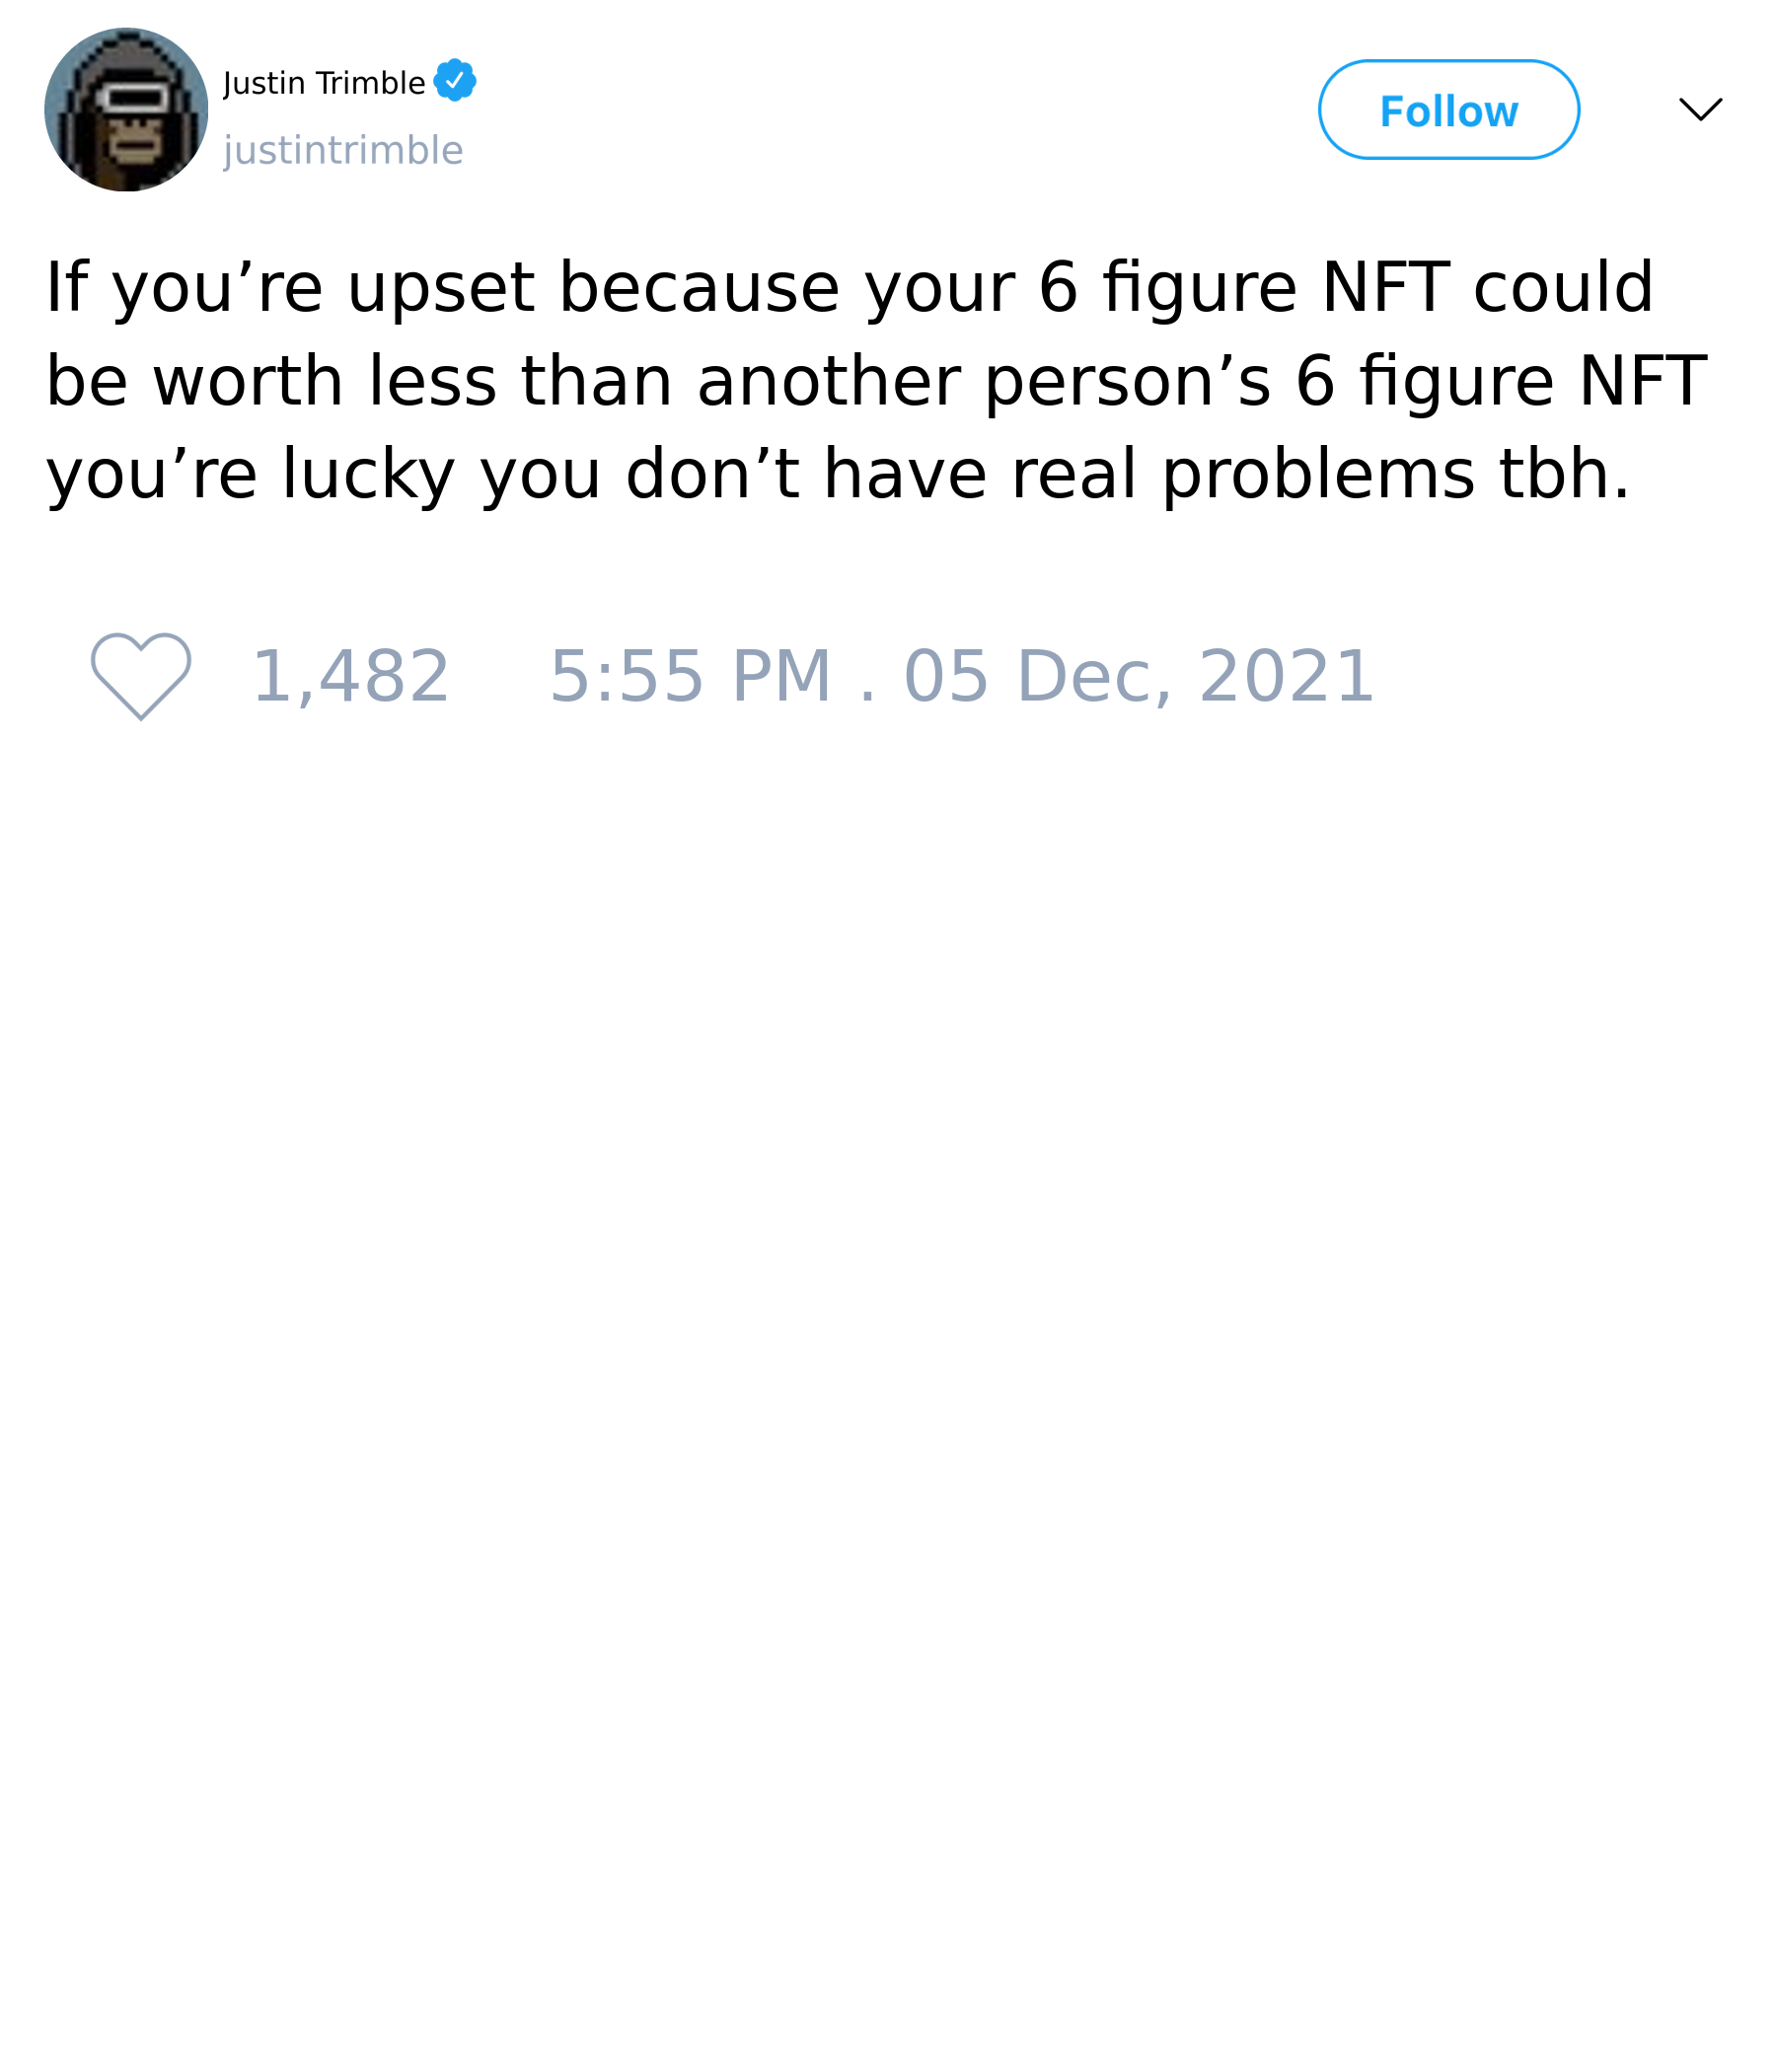 Justin Trimble
justintrimble
Follow
If you’re upset because your 6 figure NFT could
be worth less than another person’s 6 figure NFT
you’re lucky you don’t have real problems tbh.
1,482 5:55 PM . 05 Dec, 2021